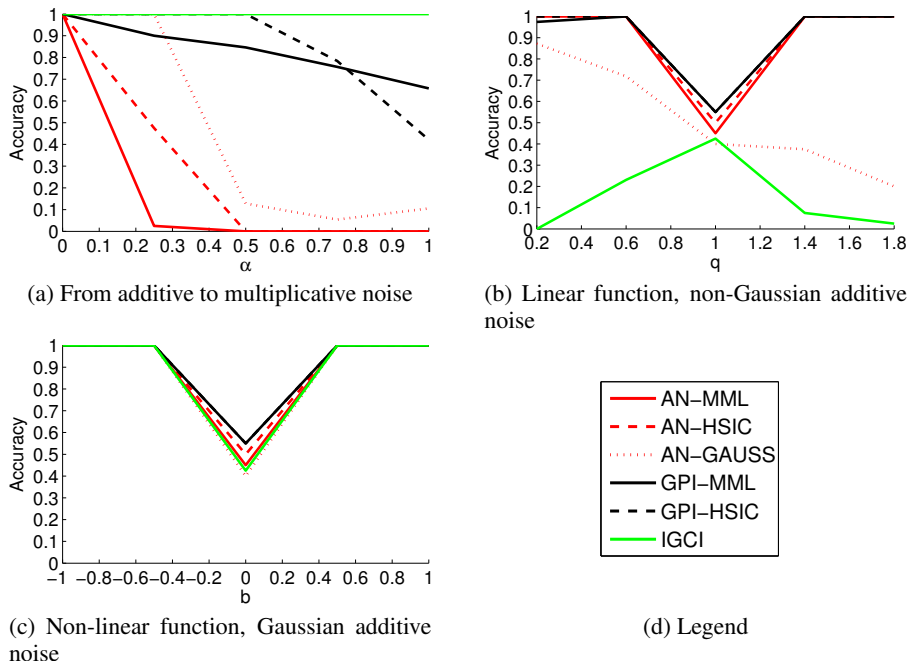 1
0.9
0.8
0.7
0.6
0.5
0.4
0.3
0.2
0.1
0
Accuracy
0 0.1 0.2 0.3 0.4 0.5 0.6 0.7 0.8 0.9 1
α
(a) From additive to multiplicative noise
1
0.9
0.8
0.7
0.6
0.5
0.4
0.3
0.2
0.1
0
Accuracy
0.2 0.4 0.6 0.8 1 1.2 1.4 1.6 1.8
q
(b) Linear function, non-Gaussian additive
noise
1
0.9
0.8
0.7
0.6
0.5
0.4
0.3
0.2
0.1
0
Accuracy
−1 −0.8−0.6−0.4−0.2 0 0.2 0.4 0.6 0.8 1
b
(c) Non-linear function, Gaussian additive
noise
AN−MML
AN−HSIC
AN−GAUSS
GPI−MML
GPI−HSIC
IGCI
(d) Legend